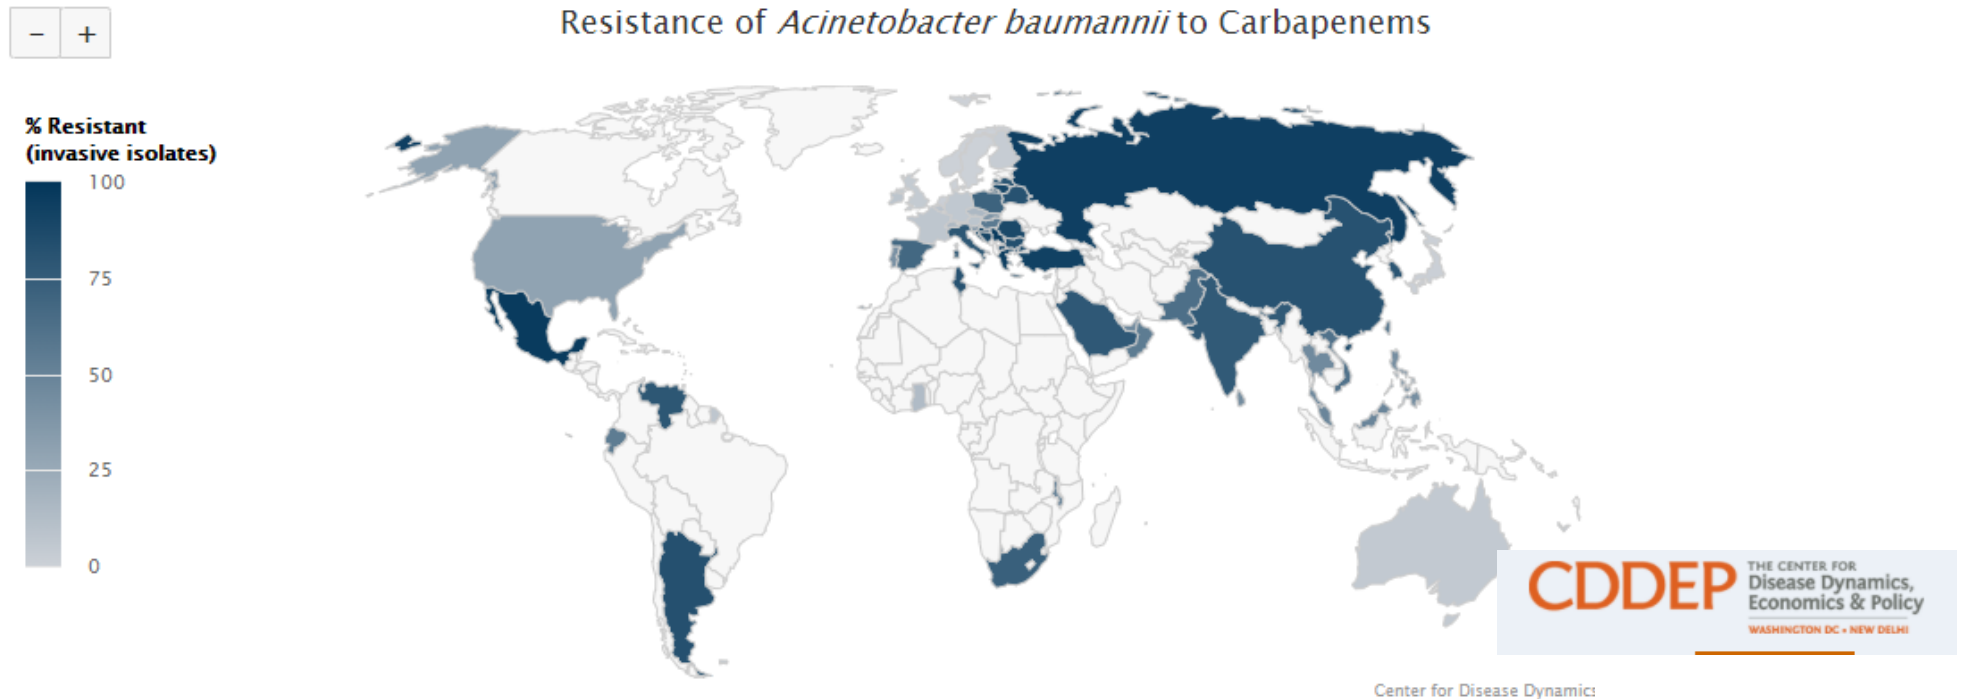 Resistance of Acinetobacter baumannii to Carbapenems
− +
% Resistant
(invasive isolates)
100
75
50
25
0
CDDEP
THE CENTER FOR
Disease Dynamics,
Economics & Policy
WASHINGTON DC • NEW DELHI
Center for Disease Dynamics